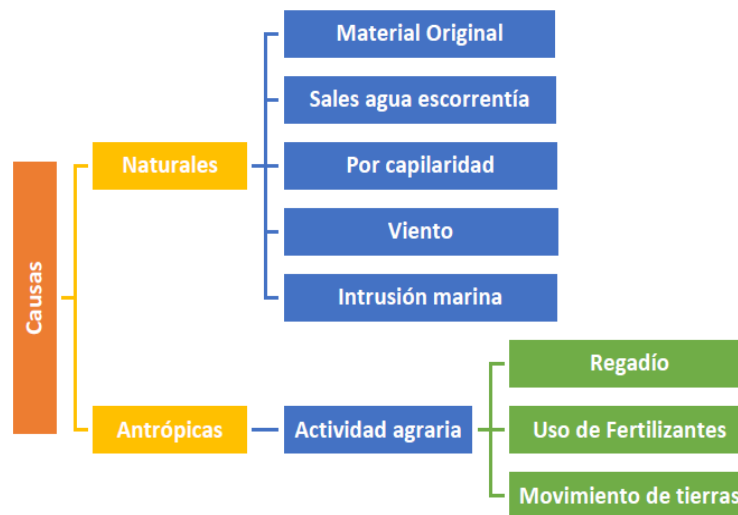 Causas
Naturales
Material Original
Sales agua escorrentía
Por capilaridad
Viento
Intrusión marina
Antrópicas
Actividad agraria
Regadío
Uso de Fertilizantes
Movimiento de tierras